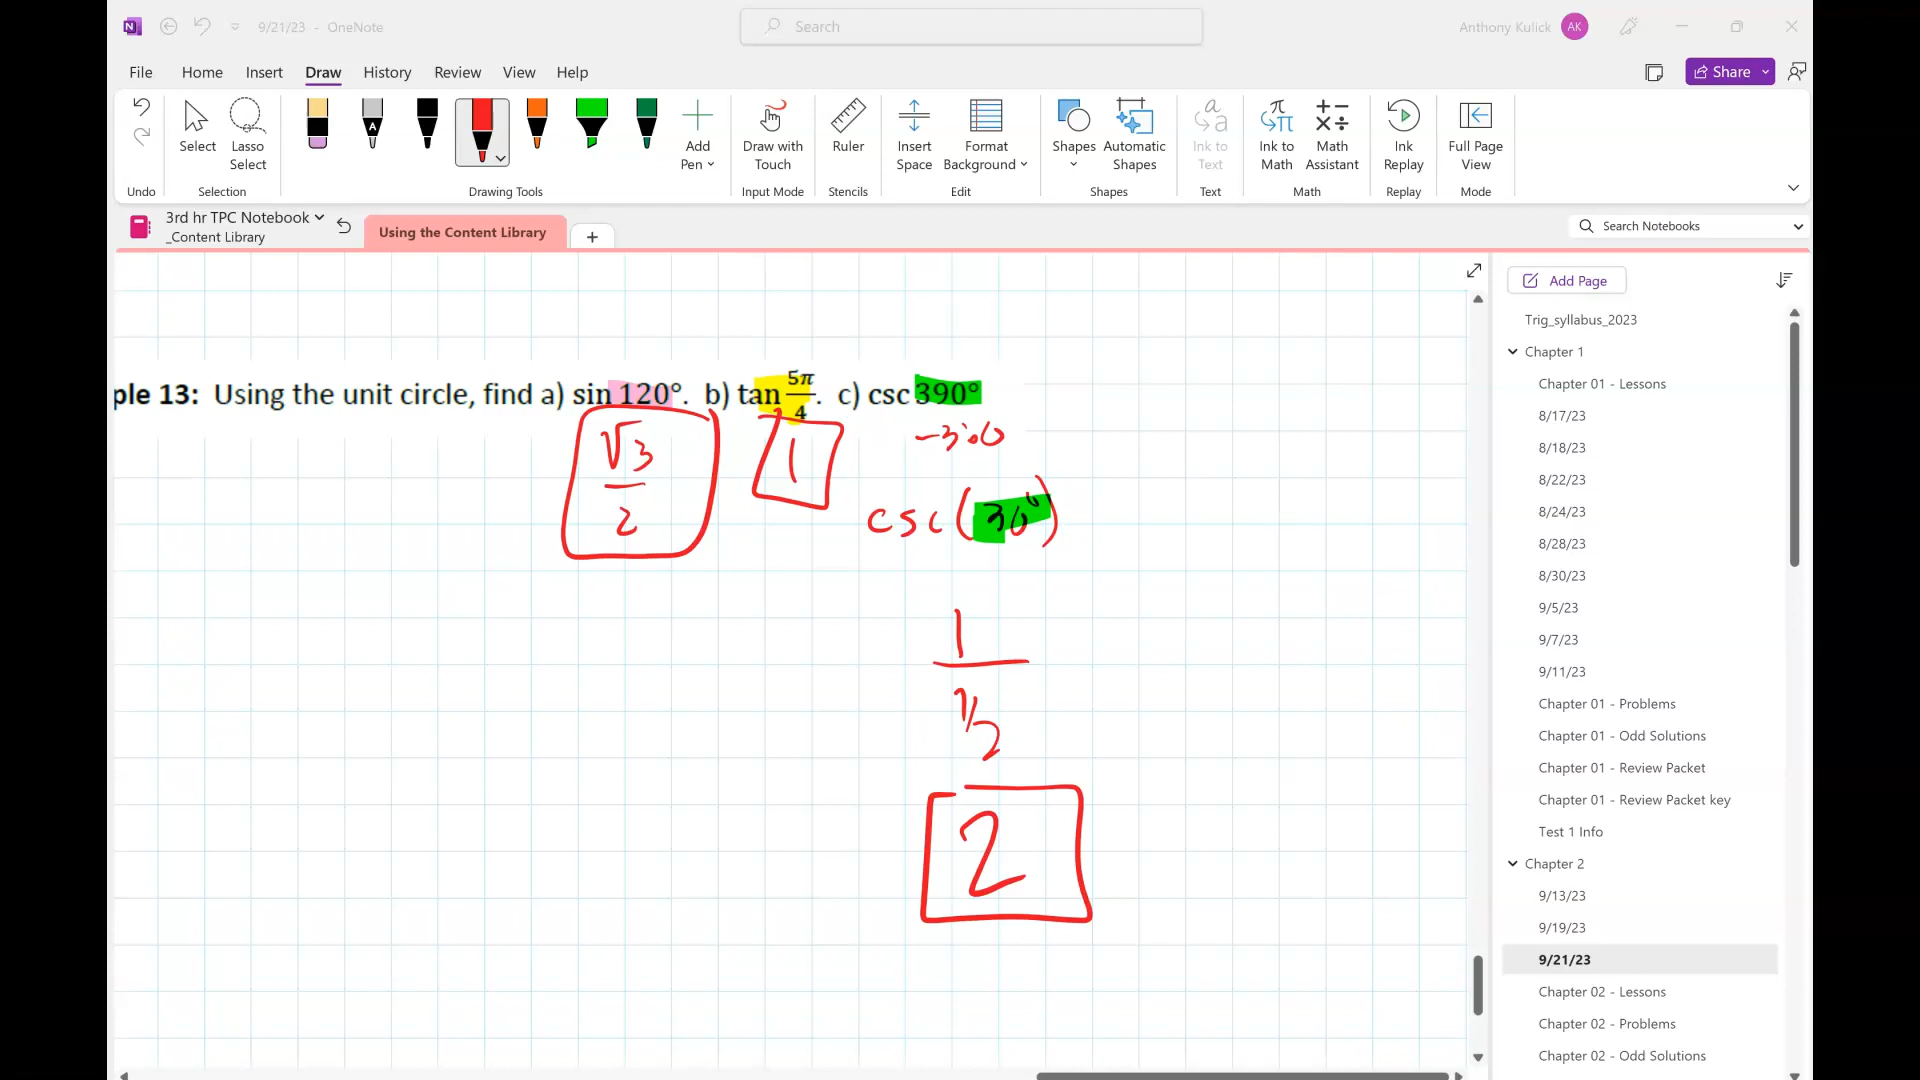 9/21/23 - OneNote
Search
Anthony Kulick AK
File Home Insert Draw History Review View Help
Share
Undo
Select
Lasso Select
Selection
A
Drawing Tools
Add Pen
Draw with Touch
Input Mode
Ruler
Stencils
Insert Space
Format Background
Edit
Shapes
Automatic Shapes
Shapes
Ink to Text
Text
Ink to Math
Math Assistant
Math
Ink Replay
Replay
Full Page View
Mode
3rd hr TPC Notebook
_Content Library
Using the Content Library
+
Search Notebooks
ple 13: Using the unit circle, find a) sin 120°. b) tan 5π/4. c) csc 390°
√3/2
1
-360
csc(30°)
1
1/2
2
Add Page
Trig_syllabus_2023
Chapter 1
Chapter 01 - Lessons
8/17/23
8/18/23
8/22/23
8/24/23
8/28/23
8/30/23
9/5/23
9/7/23
9/11/23
Chapter 01 - Problems
Chapter 01 - Odd Solutions
Chapter 01 - Review Packet
Chapter 01 - Review Packet key
Test 1 Info
Chapter 2
9/13/23
9/19/23
9/21/23
Chapter 02 - Lessons
Chapter 02 - Problems
Chapter 02 - Odd Solutions